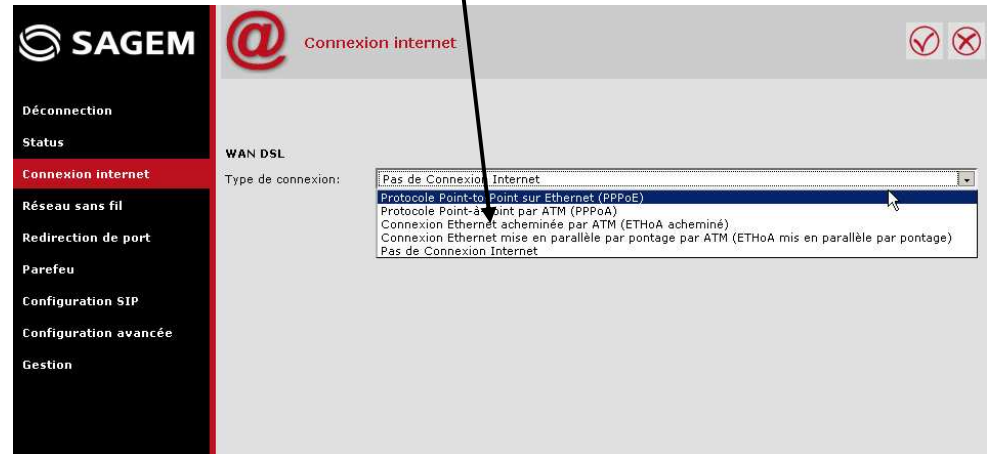 SAGEM
Connexion internet
Déconnection
Status
Connexion internet
Réseau sans fil
Redirection de port
Parefeu
Configuration SIP
Configuration avancée
Gestion
WAN DSL
Type de connexion:
Pas de Connexion Internet
Protocole Point-to-Point sur Ethernet (PPPoE)
Protocole Point-à-Point par ATM (PPPoA)
Connexion Ethernet acheminée par ATM (ETHoA acheminé)
Connexion Ethernet mise en parallèle par pontage par ATM (ETHoA mis en parallèle par pontage)
Pas de Connexion Internet